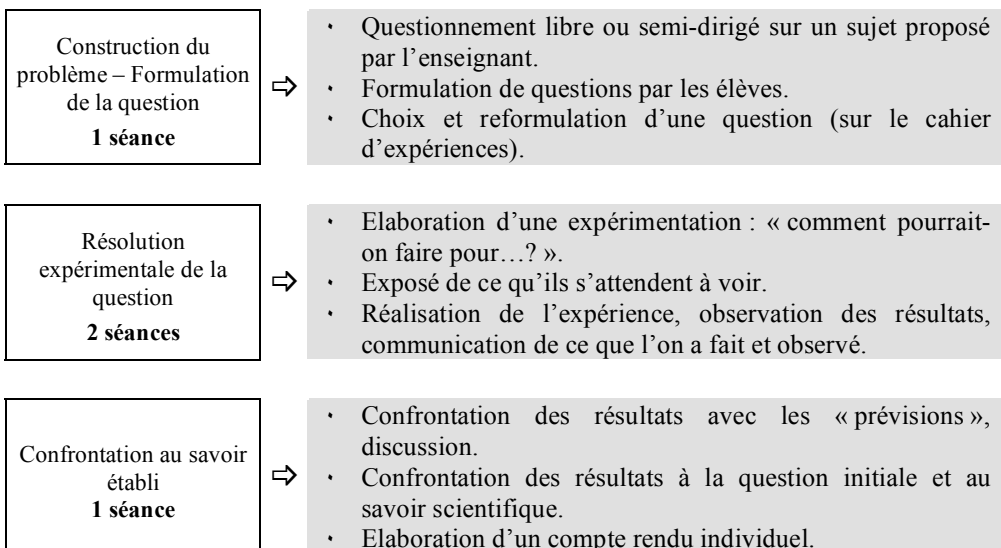 Construction du
problème – Formulation
de la question
1 séance
⇨
· Questionnement libre ou semi-dirigé sur un sujet proposé
par l’enseignant.
· Formulation de questions par les élèves.
· Choix et reformulation d’une question (sur le cahier
d’expériences).
Résolution
expérimentale de la
question
2 séances
⇨
· Elaboration d’une expérimentation : « comment pourrait-
on faire pour…? ».
· Exposé de ce qu’ils s’attendent à voir.
· Réalisation de l’expérience, observation des résultats,
communication de ce que l’on a fait et observé.
Confrontation au savoir
établi
1 séance
⇨
· Confrontation des résultats avec les « prévisions »,
discussion.
· Confrontation des résultats à la question initiale et au
savoir scientifique.
· Elaboration d’un compte rendu individuel.